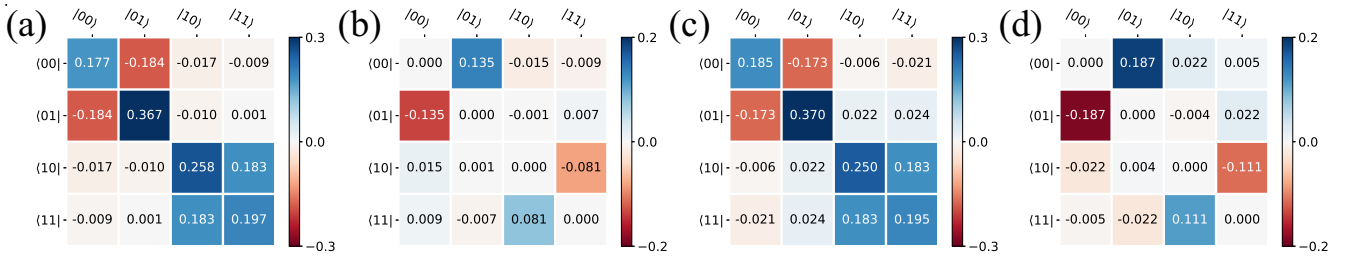 (a) |00⟩ |01⟩ |10⟩ |11⟩
⟨00| 0.177 -0.184 -0.017 -0.009
⟨01| -0.184 0.367 -0.010 0.001
⟨10| -0.017 -0.010 0.258 0.183
⟨11| -0.009 0.001 0.183 0.197
0.3
0.0
−0.3
(b) |00⟩ |01⟩ |10⟩ |11⟩
⟨00| 0.000 0.135 -0.015 -0.009
⟨01| -0.135 0.000 -0.001 0.007
⟨10| 0.015 0.001 0.000 -0.081
⟨11| 0.009 -0.007 0.081 0.000
0.2
0.0
−0.2
(c) |00⟩ |01⟩ |10⟩ |11⟩
⟨00| 0.185 -0.173 -0.006 -0.021
⟨01| -0.173 0.370 0.022 0.024
⟨10| -0.006 0.022 0.250 0.183
⟨11| -0.021 0.024 0.183 0.195
0.3
0.0
−0.3
(d) |00⟩ |01⟩ |10⟩ |11⟩
⟨00| 0.000 0.187 0.022 0.005
⟨01| -0.187 0.000 -0.004 0.022
⟨10| -0.022 0.004 0.000 -0.111
⟨11| -0.005 -0.022 0.111 0.000
0.2
0.0
−0.2